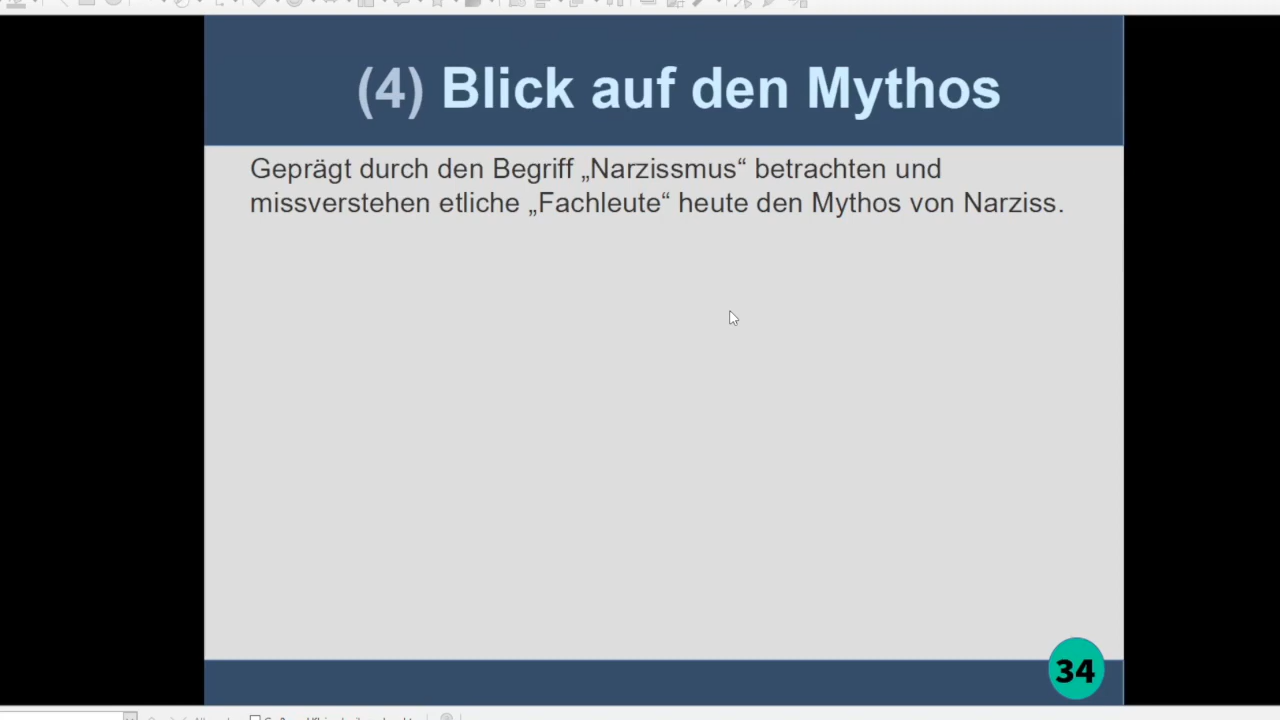 (4) Blick auf den Mythos
Geprägt durch den Begriff „Narzissmus“ betrachten und
missverstehen etliche „Fachleute“ heute den Mythos von Narziss.
34